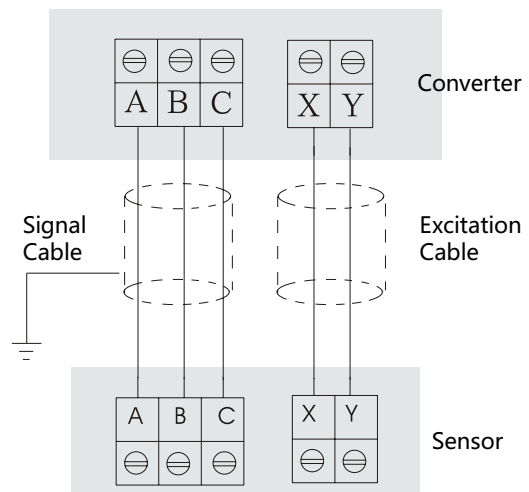 A B C X Y
Converter
Signal
Cable
Excitation
Cable
A B C X Y
Sensor